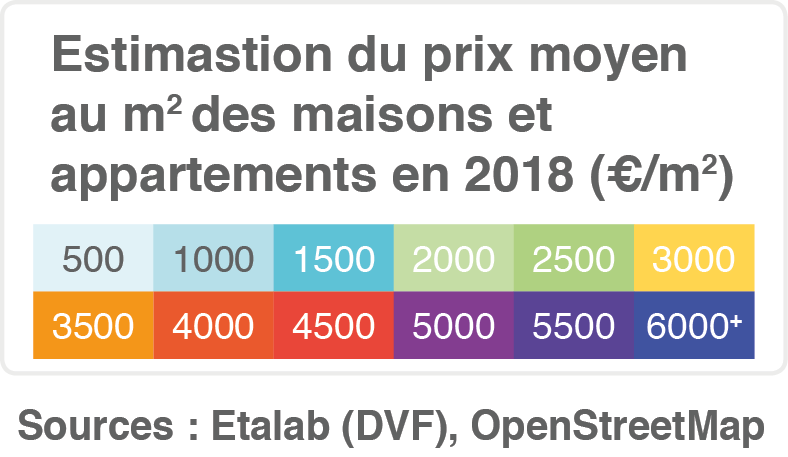 Estimastion du prix moyen
au m² des maisons et
appartements en 2018 (€/m²)
500 1000 1500 2000 2500 3000
3500 4000 4500 5000 5500 6000⁺
Sources : Etalab (DVF), OpenStreetMap